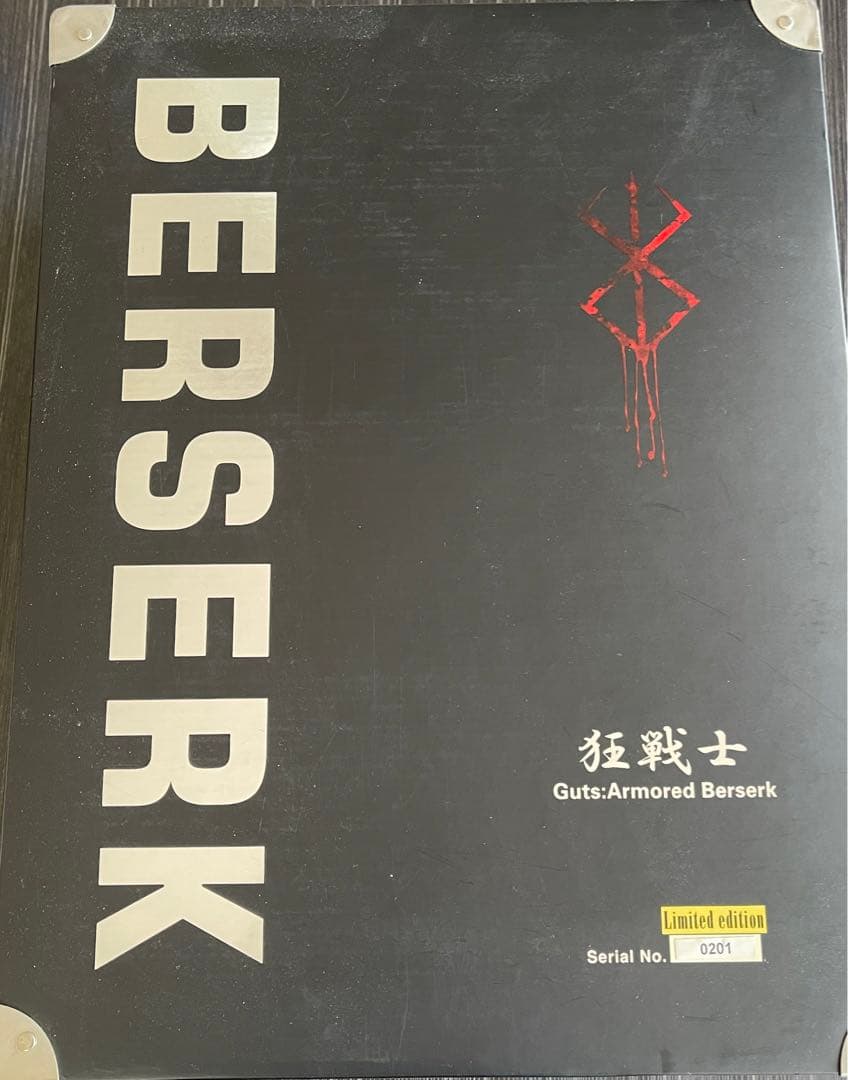 BERSERK
狂戦士
Guts:Armored Berserk
Limited edition
Serial No. 0201